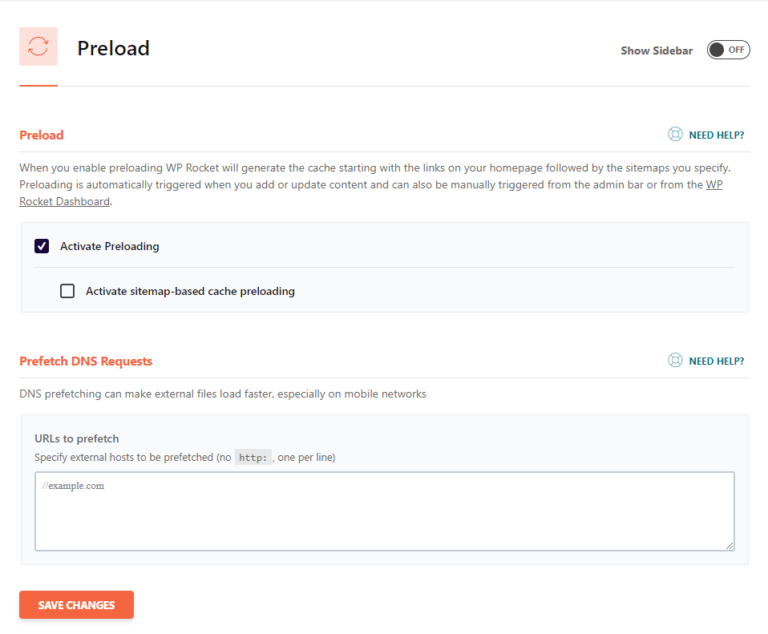 Preload
Show Sidebar
OFF
Preload
NEED HELP?
When you enable preloading WP Rocket will generate the cache starting with the links on your homepage followed by the sitemaps you specify.
Preloading is automatically triggered when you add or update content and can also be manually triggered from the admin bar or from the WP
Rocket Dashboard.
Activate Preloading
Activate sitemap-based cache preloading
Prefetch DNS Requests
NEED HELP?
DNS prefetching can make external files load faster, especially on mobile networks
URLs to prefetch
Specify external hosts to be prefetched (no http:, one per line)
//example.com
SAVE CHANGES